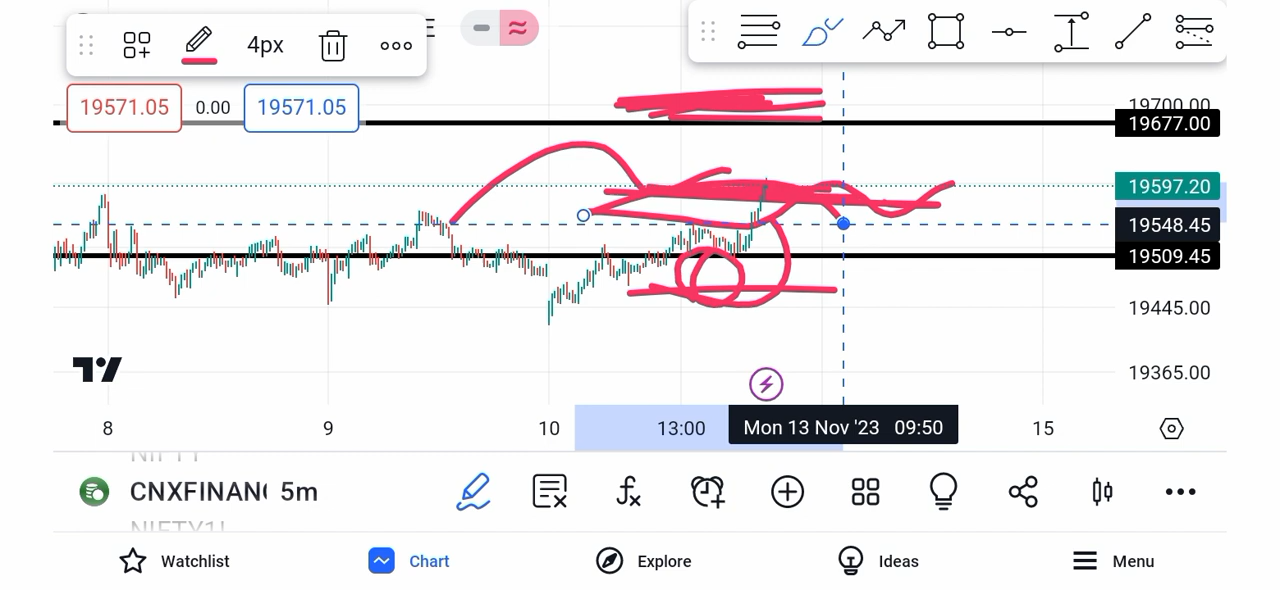 4px
19571.05 0.00 19571.05
19700.00
19677.00
19597.20
19548.45
19509.45
19445.00
19365.00
8 9 10 13:00 Mon 13 Nov '23 09:50 15
NIFTY
CNXFINAN 5m
NIFTY1!
Watchlist Chart Explore Ideas Menu